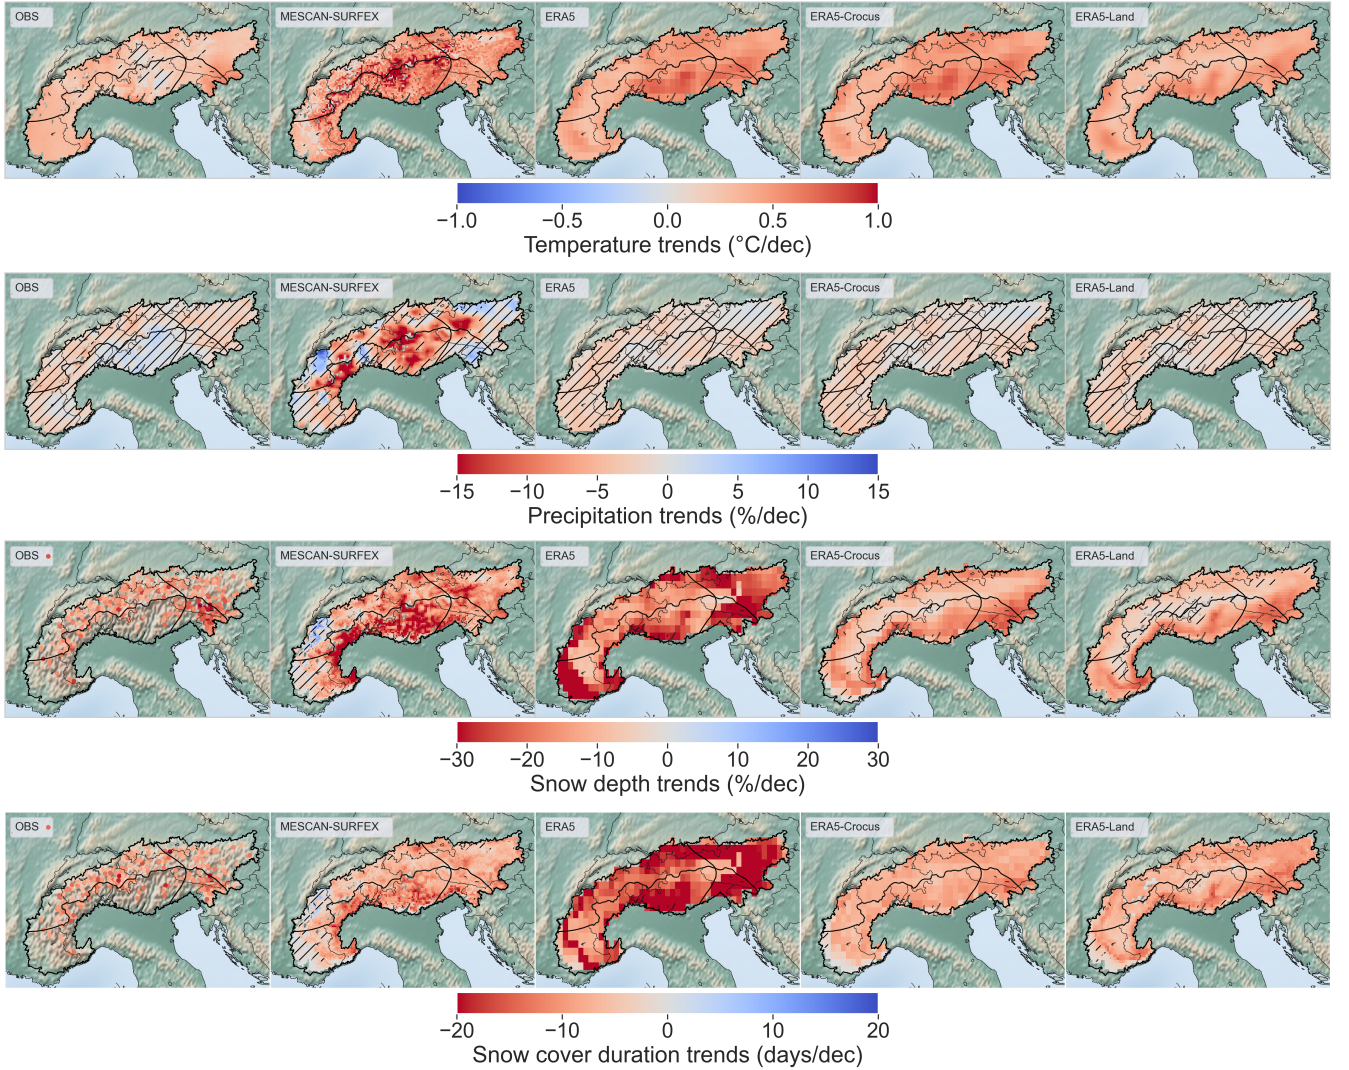 OBS MESCAN-SURFEX ERA5 ERA5-Crocus ERA5-Land
−1.0 −0.5 0.0 0.5 1.0
Temperature trends (°C/dec)
OBS MESCAN-SURFEX ERA5 ERA5-Crocus ERA5-Land
−15 −10 −5 0 5 10 15
Precipitation trends (%/dec)
OBS MESCAN-SURFEX ERA5 ERA5-Crocus ERA5-Land
−30 −20 −10 0 10 20 30
Snow depth trends (%/dec)
OBS MESCAN-SURFEX ERA5 ERA5-Crocus ERA5-Land
−20 −10 0 10 20
Snow cover duration trends (days/dec)